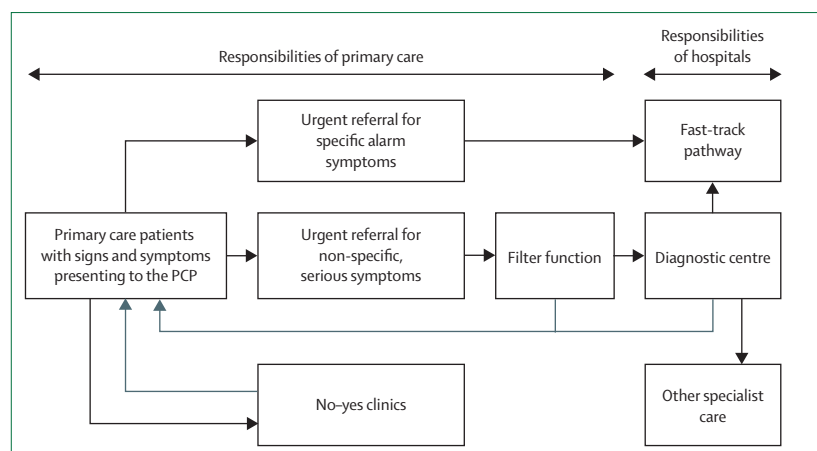 Responsibilities of primary care
Responsibilities
of hospitals
Urgent referral for
specific alarm
symptoms
Fast-track
pathway
Primary care patients
with signs and symptoms
presenting to the PCP
Urgent referral for
non-specific,
serious symptoms
Filter function
Diagnostic centre
No–yes clinics
Other specialist
care